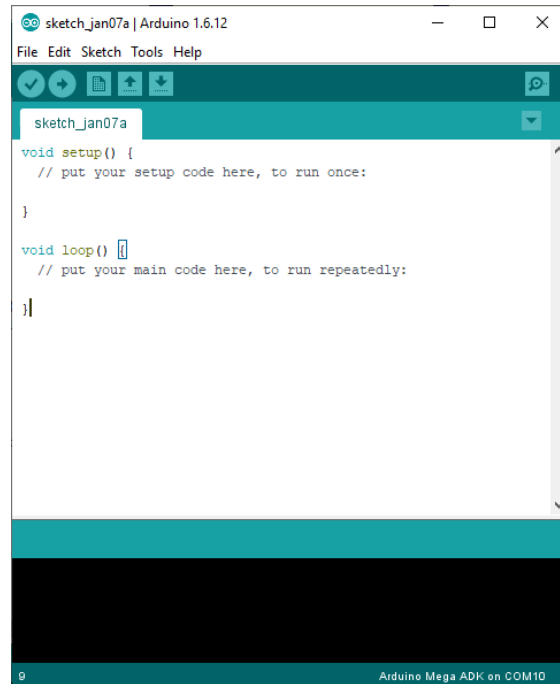 sketch_jan07a | Arduino 1.6.12
File Edit Sketch Tools Help
sketch_jan07a
void setup() {
  // put your setup code here, to run once:
}
void loop() {
  // put your main code here, to run repeatedly:
}
9 Arduino Mega ADK on COM10